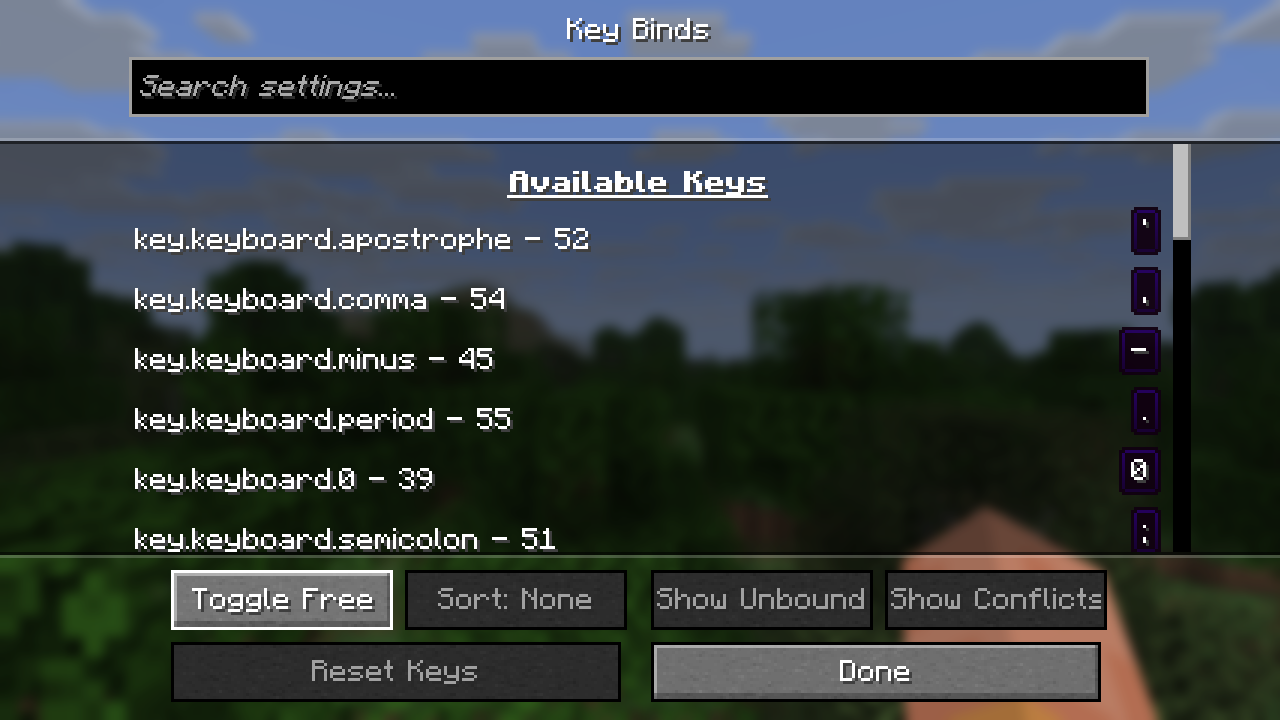 Key Binds
Search settings...
Available Keys
key.keyboard.apostrophe - 52 '
key.keyboard.comma - 54 ,
key.keyboard.minus - 45 -
key.keyboard.period - 55 .
key.keyboard.0 - 39 0
key.keyboard.semicolon - 51 ;
Toggle Free Sort: None Show Unbound Show Conflicts
Reset Keys Done